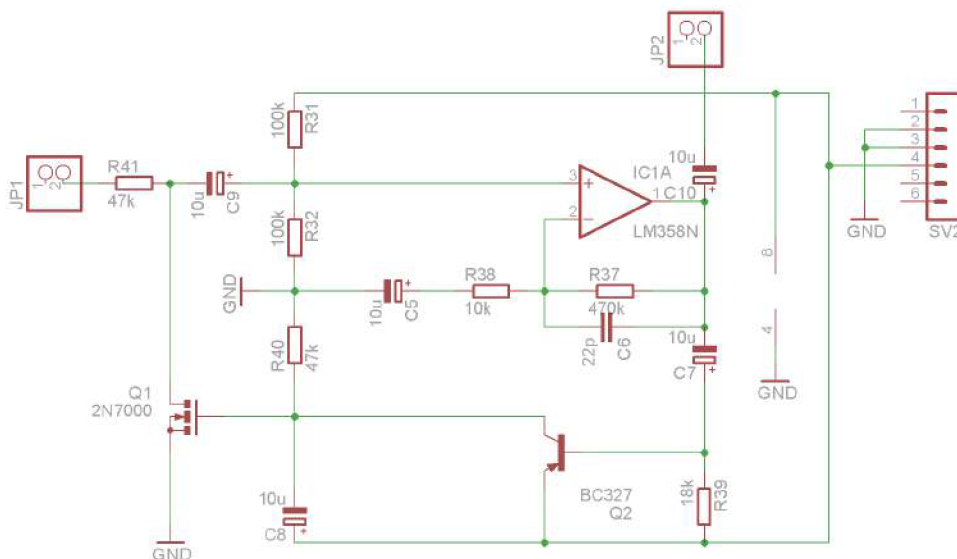 JP2
1
2
100k
R31
1
2
3
4
5
6
SV2
GND
JP1
1
2
R41
47k
10u
C9
3
2
1
IC1A
LM358N
10u
C10
100k
R32
GND
10u
C5
R38
10k
R37
470k
22p
C6
10u
C7
8
4
GND
R40
47k
Q1
2N7000
GND
10u
C8
BC327
Q2
18k
R39